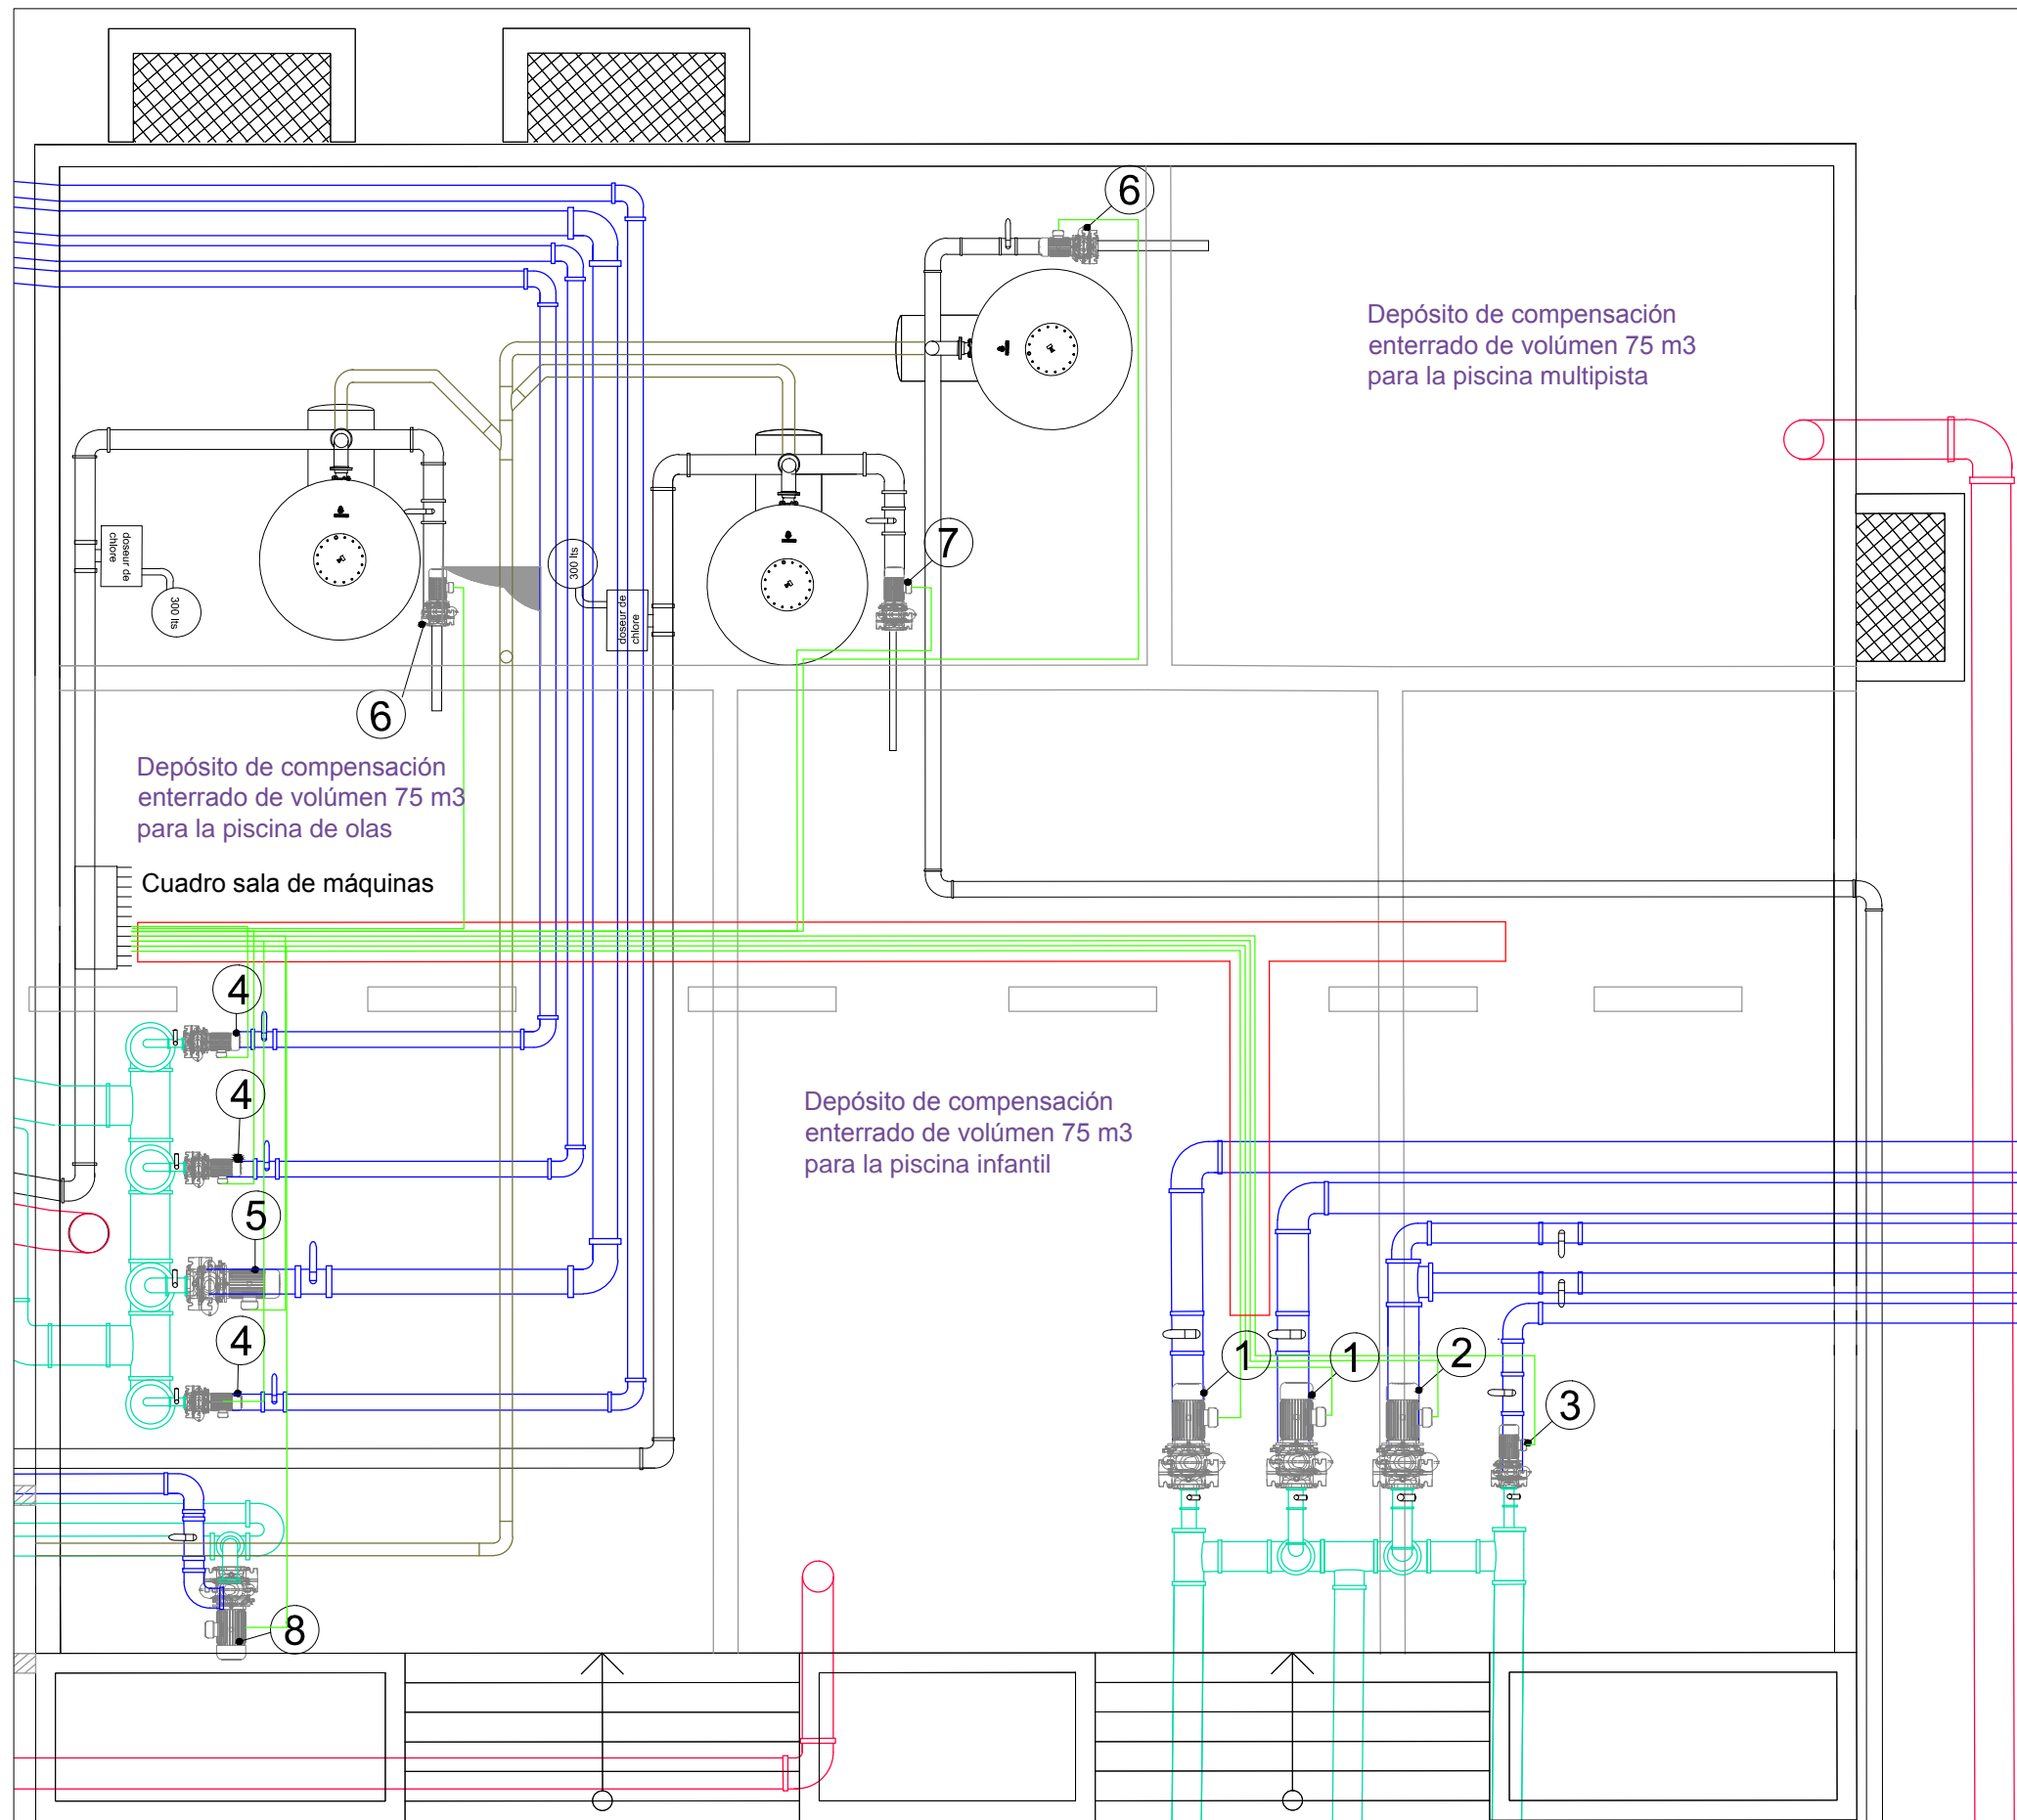 6
Depósito de compensación
enterrado de volúmen 75 m3
para la piscina multipista
doseur de
chlore
300 lts
300 lts
doseur de
chlore
7
6
Depósito de compensación
enterrado de volúmen 75 m3
para la piscina de olas
Cuadro sala de máquinas
4
4
Depósito de compensación
enterrado de volúmen 75 m3
para la piscina infantil
5
4
1
1
2
3
8